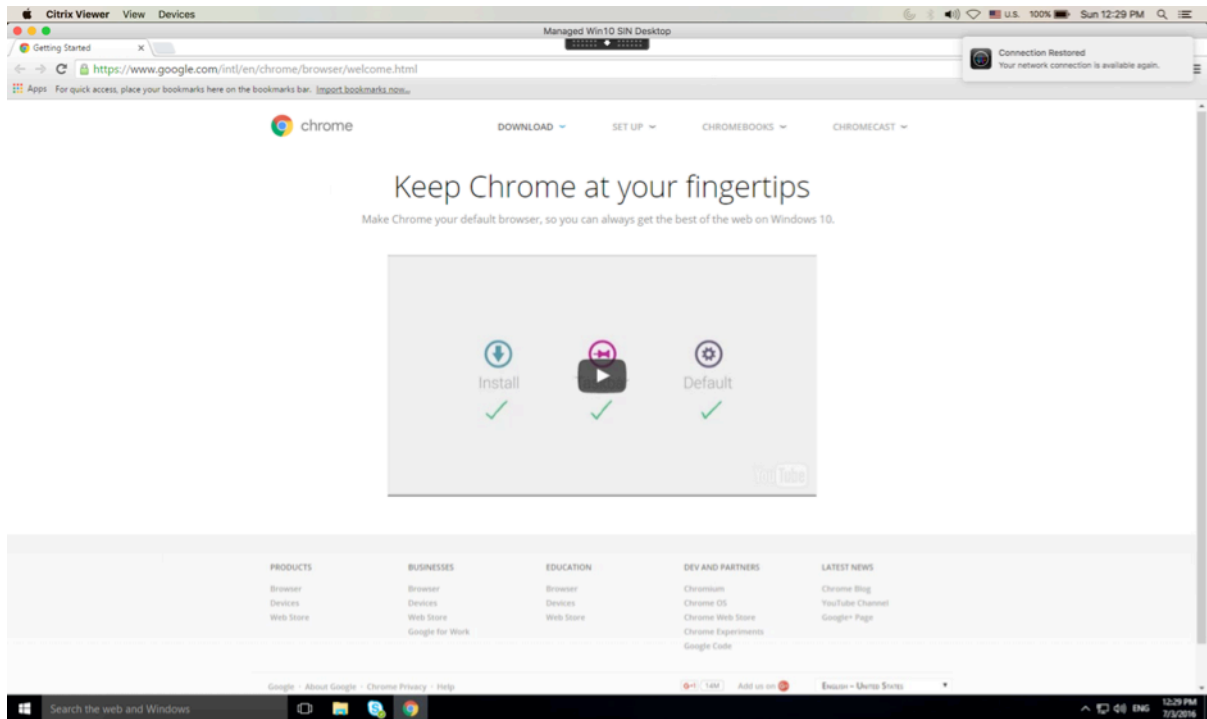 Citrix Viewer View Devices
U.S. 100% Sun 12:29 PM
Managed Win10 SIN Desktop
Getting Started x
Connection Restored
Your network connection is available again.
https://www.google.com/intl/en/chrome/browser/welcome.html
Apps For quick access, place your bookmarks here on the bookmarks bar. Import bookmarks now...
chrome DOWNLOAD SET UP CHROMEBOOKS CHROMECAST
Keep Chrome at your fingertips
Make Chrome your default browser, so you can always get the best of the web on Windows 10.
Install Default
You Tube
PRODUCTS BUSINESSES EDUCATION DEV AND PARTNERS LATEST NEWS
Browser Browser Browser Chromium Chrome Blog
Devices Devices Devices Chrome OS YouTube Channel
Web Store Web Store Web Store Chrome Web Store Google+ Page
Google for Work Chrome Experiments
Google Code
Google · About Google · Chrome Privacy · Help
+1 14M Add us on English – United States
Search the web and Windows
ENG
12:29 PM
7/3/2016